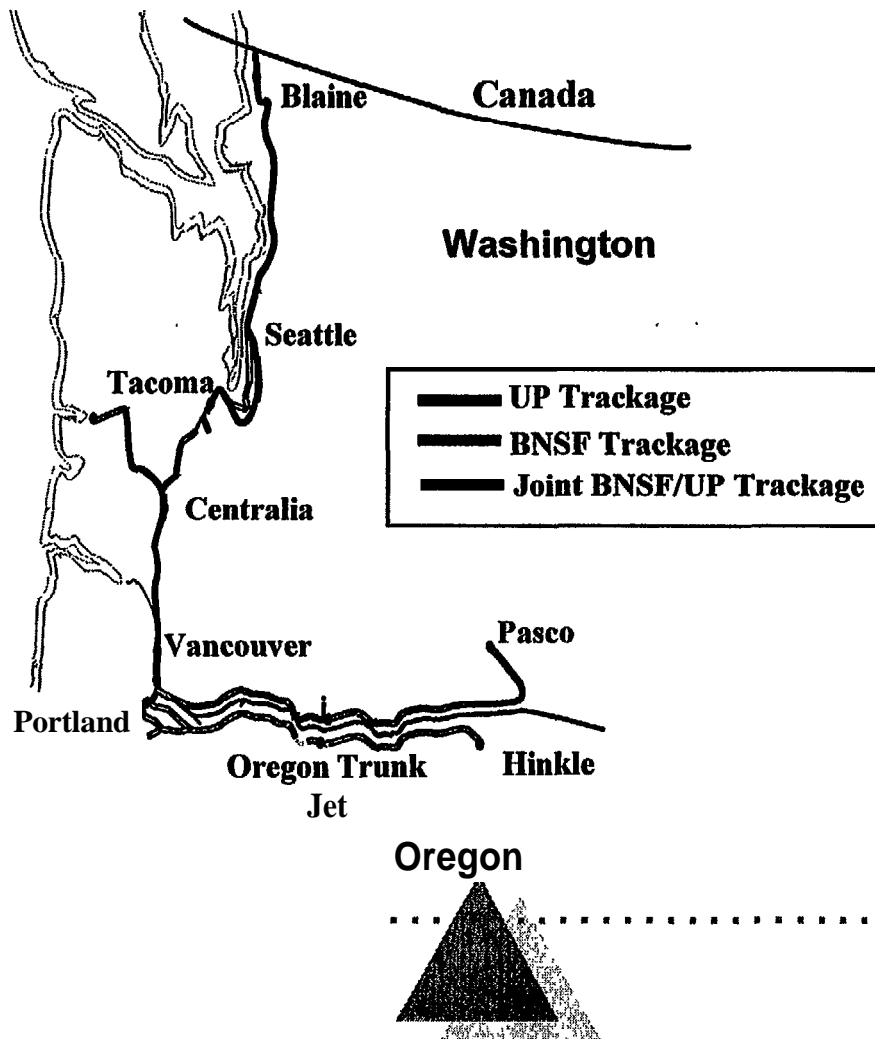 Blaine
Canada
Washington
Seattle
Tacoma
UP Trackage
BNSF Trackage
Joint BNSF/UP Trackage
Centralia
Pasco
Vancouver
Portland
Oregon Trunk
Jet
Hinkle
Oregon